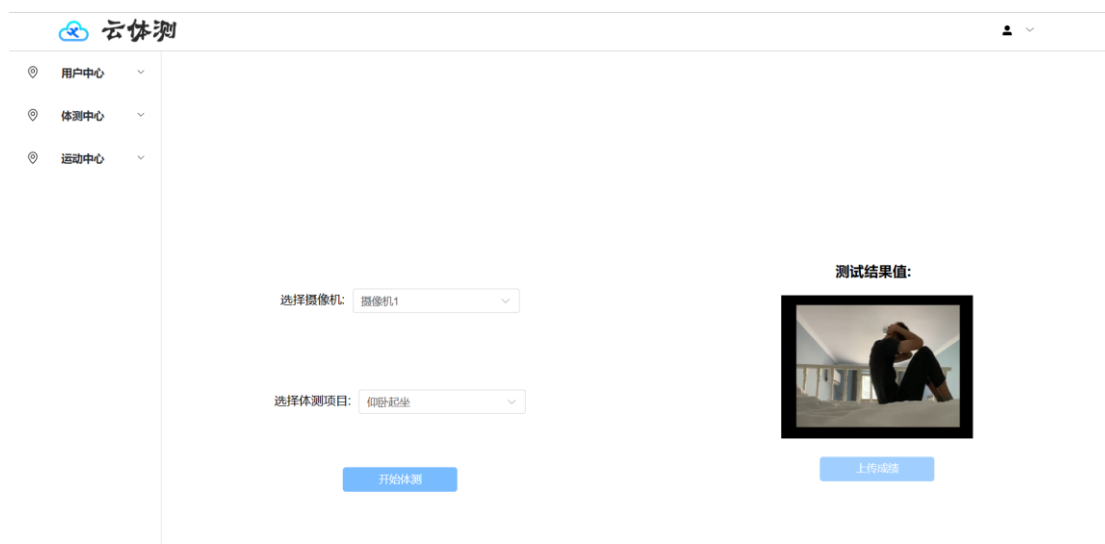 云体测
用户中心
体测中心
运动中心
测试结果值:
选择摄像机: 摄像机1
选择体测项目: 仰卧起坐
上传成绩
开始体测